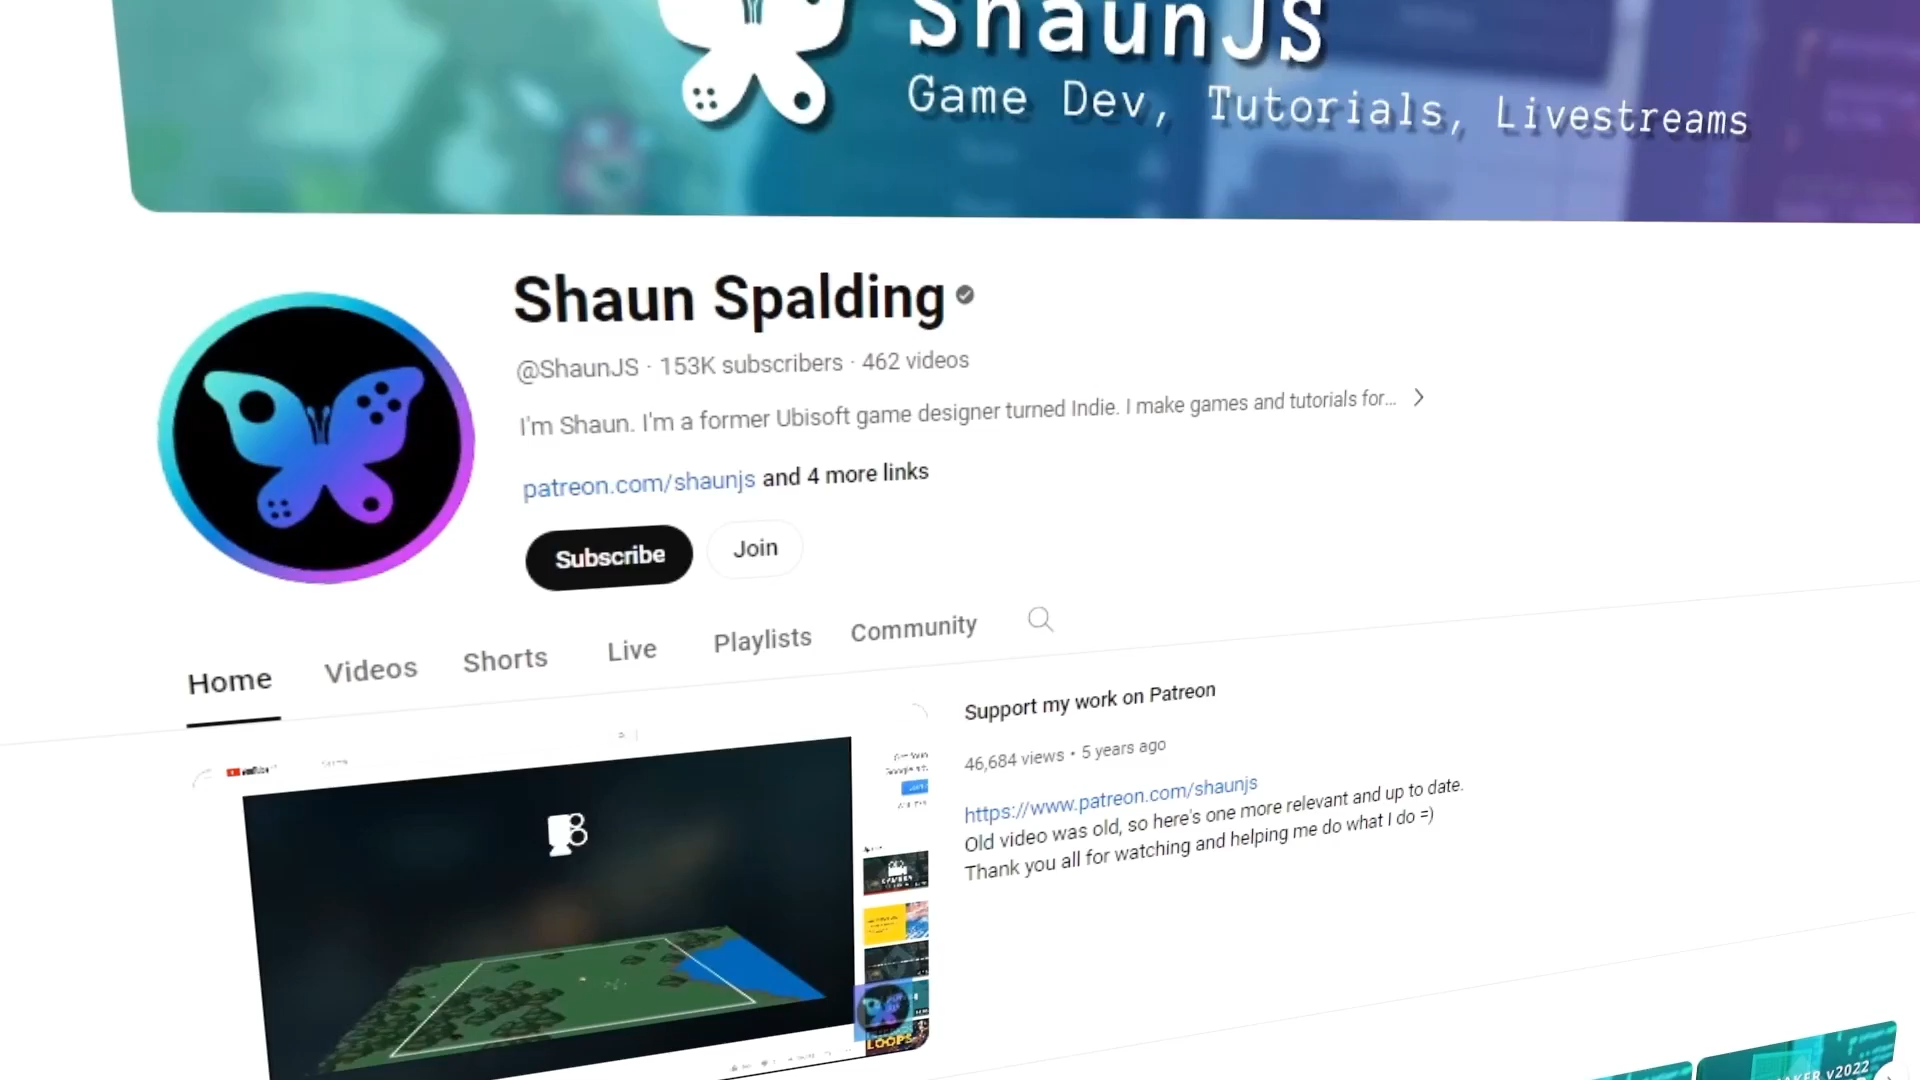 ShaunJS
Game Dev, Tutorials, Livestreams
Shaun Spalding
@ShaunJS · 153K subscribers · 462 videos
I'm Shaun. I'm a former Ubisoft game designer turned Indie. I make games and tutorials for...
patreon.com/shaunjs and 4 more links
Subscribe Join
Home Videos Shorts Live Playlists Community
Support my work on Patreon
46,684 views • 5 years ago
https://www.patreon.com/shaunjs
Old video was old, so here's one more relevant and up to date.
Thank you all for watching and helping me do what I do =)
YouTube
LOOPS
v2022